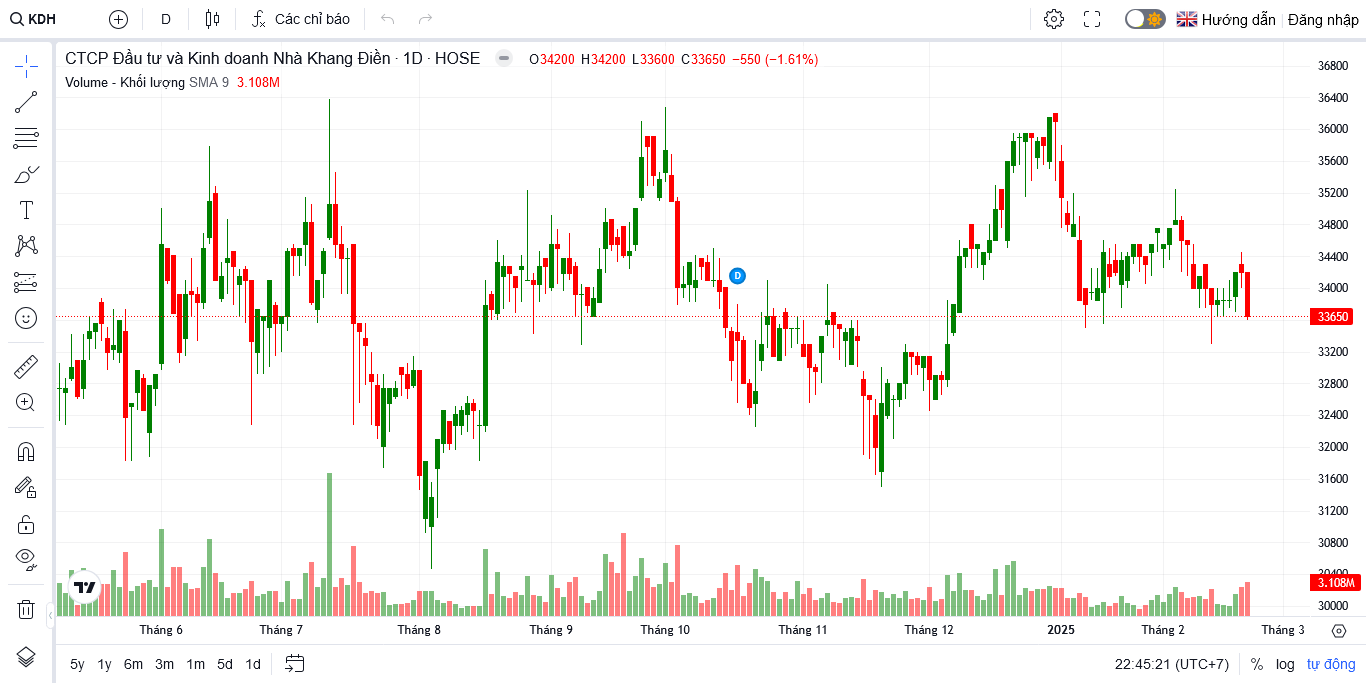 KDH D Các chỉ báo Hướng dẫn Đăng nhập
CTCP Đầu tư và Kinh doanh Nhà Khang Điền · 1D · HOSE O34200 H34200 L33600 C33650 −550 (−1.61%)
Volume - Khối lượng SMA 9 3.108M
36800
36400
36000
35600
35200
34800
34400
34000
33650
33200
32800
32400
32000
31600
31200
30800
30400
3.108M
30000
D
Tháng 6 Tháng 7 Tháng 8 Tháng 9 Tháng 10 Tháng 11 Tháng 12 2025 Tháng 2 Tháng 3
5y 1y 6m 3m 1m 5d 1d 22:45:21 (UTC+7) % log tự động